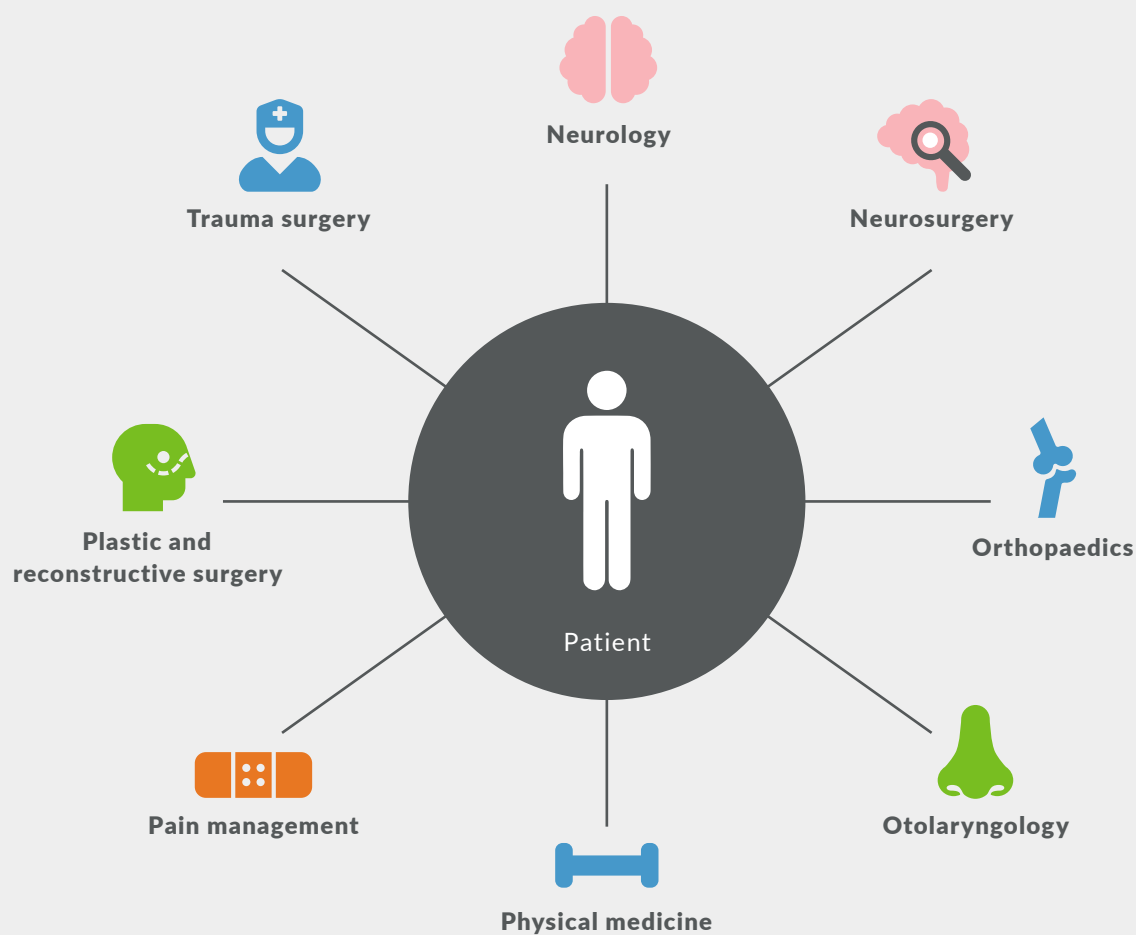 Neurology
Trauma surgery
Neurosurgery
Plastic and
reconstructive surgery
Orthopaedics
Patient
Pain management
Otolaryngology
Physical medicine